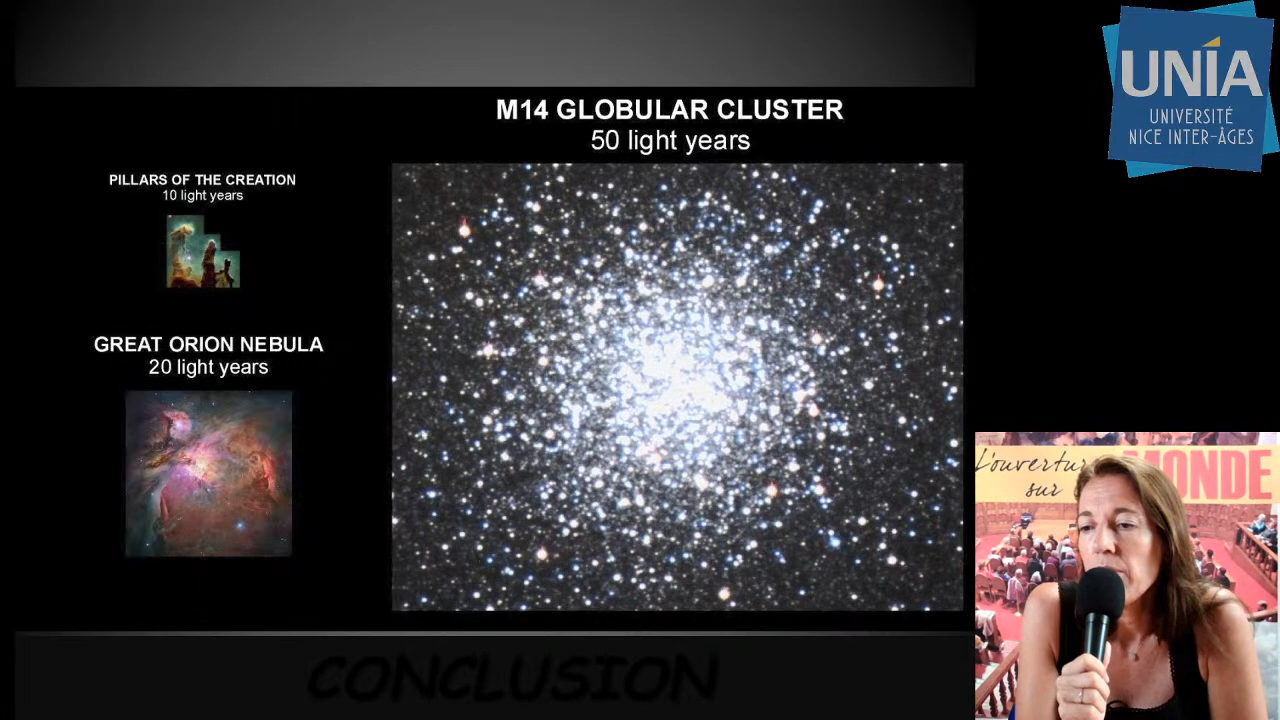 M14 GLOBULAR CLUSTER
50 light years
PILLARS OF THE CREATION
10 light years
GREAT ORION NEBULA
20 light years
CONCLUSION
UNIA
UNIVERSITÉ
NICE INTER-ÂGES
L'ouverture
sur
MONDE